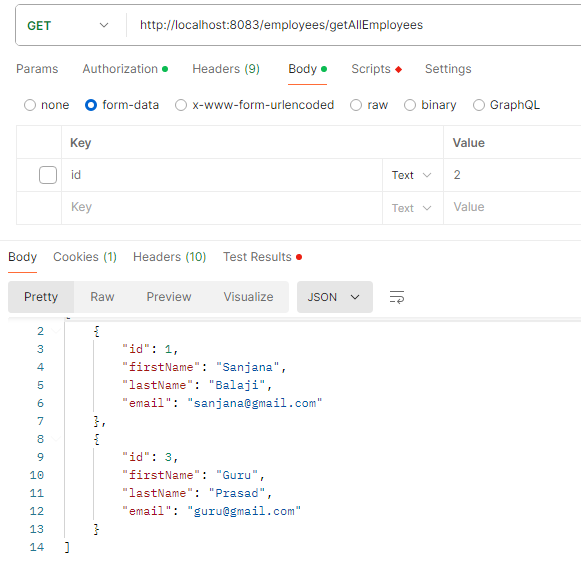 GET http://localhost:8083/employees/getAllEmployees
Params Authorization Headers (9) Body Scripts Settings
none form-data x-www-form-urlencoded raw binary GraphQL
Key Value
id Text 2
Key Text Value
Body Cookies (1) Headers (10) Test Results
Pretty Raw Preview Visualize JSON
2 {
3 "id": 1,
4 "firstName": "Sanjana",
5 "lastName": "Balaji",
6 "email": "sanjana@gmail.com"
7 },
8 {
9 "id": 3,
10 "firstName": "Guru",
11 "lastName": "Prasad",
12 "email": "guru@gmail.com"
13 }
14 ]